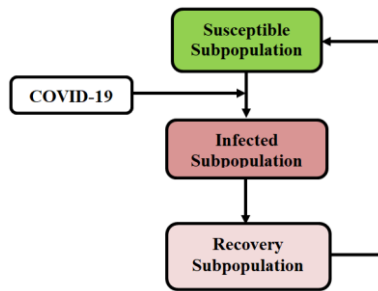 Susceptible
Subpopulation
COVID-19
Infected
Subpopulation
Recovery
Subpopulation